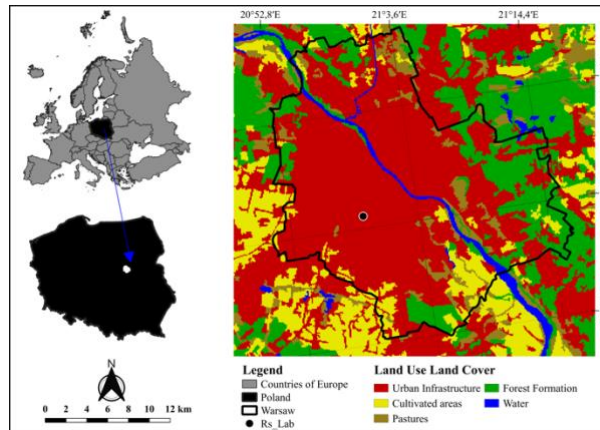 20°52,8'E 21°3,6'E 21°14,4'E
N
0 2 4 6 8 10 12 km
Legend
Countries of Europe
Poland
Warsaw
Rs_Lab
Land Use Land Cover
Urban Infrastructure
Cultivated areas
Pastures
Forest Formation
Water